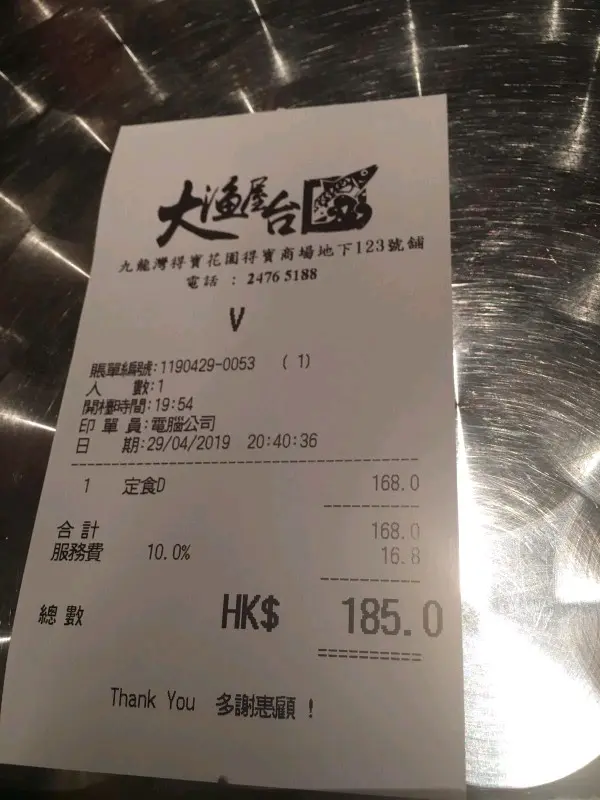 大漁屋台
九龍灣得寶花園得寶商場地下123號舖
電話 : 2476 5188
V
賬單編號:1190429-0053 ( 1)
人 數:1
開檯時間:19:54
印單員:電腦公司
日 期:29/04/2019 20:40:36
1 定食D 168.0
合計 168.0
服務費 10.0% 16.8
總數 HK$ 185.0
Thank You 多謝惠顧 !